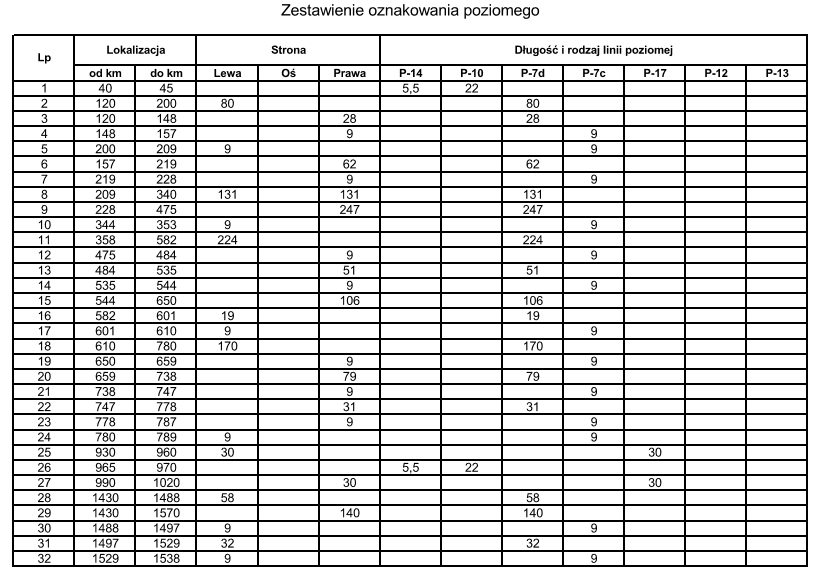 Zestawienie oznakowania poziomego
Lp Lokalizacja Strona Długość i rodzaj linii poziomej
od km do km Lewa Oś Prawa P-14 P-10 P-7d P-7c P-17 P-12 P-13
1 40 45 5,5 22
2 120 200 80 80
3 120 148 28 28
4 148 157 9 9
5 200 209 9 9
6 157 219 62 62
7 219 228 9 9
8 209 340 131 131 131
9 228 475 247 247
10 344 353 9 9
11 358 582 224 224
12 475 484 9 9
13 484 535 51 51
14 535 544 9 9
15 544 650 106 106
16 582 601 19 19
17 601 610 9 9
18 610 780 170 170
19 650 659 9 9
20 659 738 79 79
21 738 747 9 9
22 747 778 31 31
23 778 787 9 9
24 780 789 9 9
25 930 960 30 30
26 965 970 5,5 22
27 990 1020 30 30
28 1430 1488 58 58
29 1430 1570 140 140
30 1488 1497 9 9
31 1497 1529 32 32
32 1529 1538 9 9